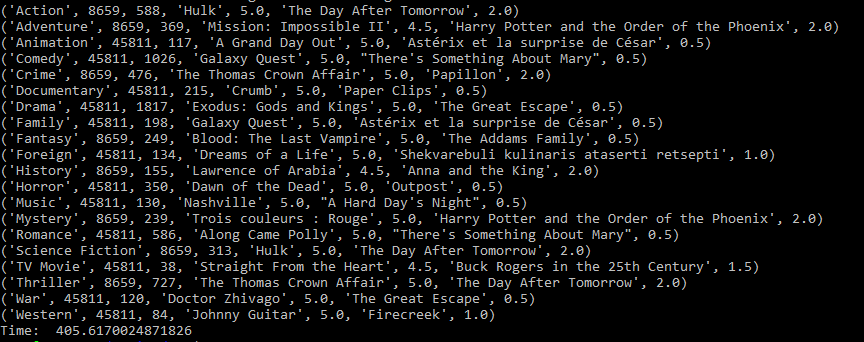 ('Action', 8659, 588, 'Hulk', 5.0, 'The Day After Tomorrow', 2.0)
('Adventure', 8659, 369, 'Mission: Impossible II', 4.5, 'Harry Potter and the Order of the Phoenix', 2.0)
('Animation', 45811, 117, 'A Grand Day Out', 5.0, 'Astérix et la surprise de César', 0.5)
('Comedy', 45811, 1026, 'Galaxy Quest', 5.0, "There's Something About Mary", 0.5)
('Crime', 8659, 476, 'The Thomas Crown Affair', 5.0, 'Papillon', 2.0)
('Documentary', 45811, 215, 'Crumb', 5.0, 'Paper Clips', 0.5)
('Drama', 45811, 1817, 'Exodus: Gods and Kings', 5.0, 'The Great Escape', 0.5)
('Family', 45811, 198, 'Galaxy Quest', 5.0, 'Astérix et la surprise de César', 0.5)
('Fantasy', 8659, 249, 'Blood: The Last Vampire', 5.0, 'The Addams Family', 0.5)
('Foreign', 45811, 134, 'Dreams of a Life', 5.0, 'Shekvarebuli kulinaris ataserti retsepti', 1.0)
('History', 8659, 155, 'Lawrence of Arabia', 4.5, 'Anna and the King', 2.0)
('Horror', 45811, 350, 'Dawn of the Dead', 5.0, 'Outpost', 0.5)
('Music', 45811, 130, 'Nashville', 5.0, "A Hard Day's Night", 0.5)
('Mystery', 8659, 239, 'Trois couleurs : Rouge', 5.0, 'Harry Potter and the Order of the Phoenix', 2.0)
('Romance', 45811, 586, 'Along Came Polly', 5.0, "There's Something About Mary", 0.5)
('Science Fiction', 8659, 313, 'Hulk', 5.0, 'The Day After Tomorrow', 2.0)
('TV Movie', 45811, 38, 'Straight From the Heart', 4.5, 'Buck Rogers in the 25th Century', 1.5)
('Thriller', 8659, 727, 'The Thomas Crown Affair', 5.0, 'The Day After Tomorrow', 2.0)
('War', 45811, 120, 'Doctor Zhivago', 5.0, 'The Great Escape', 0.5)
('Western', 45811, 84, 'Johnny Guitar', 5.0, 'Firecreek', 1.0)
Time:  405.6170024871826